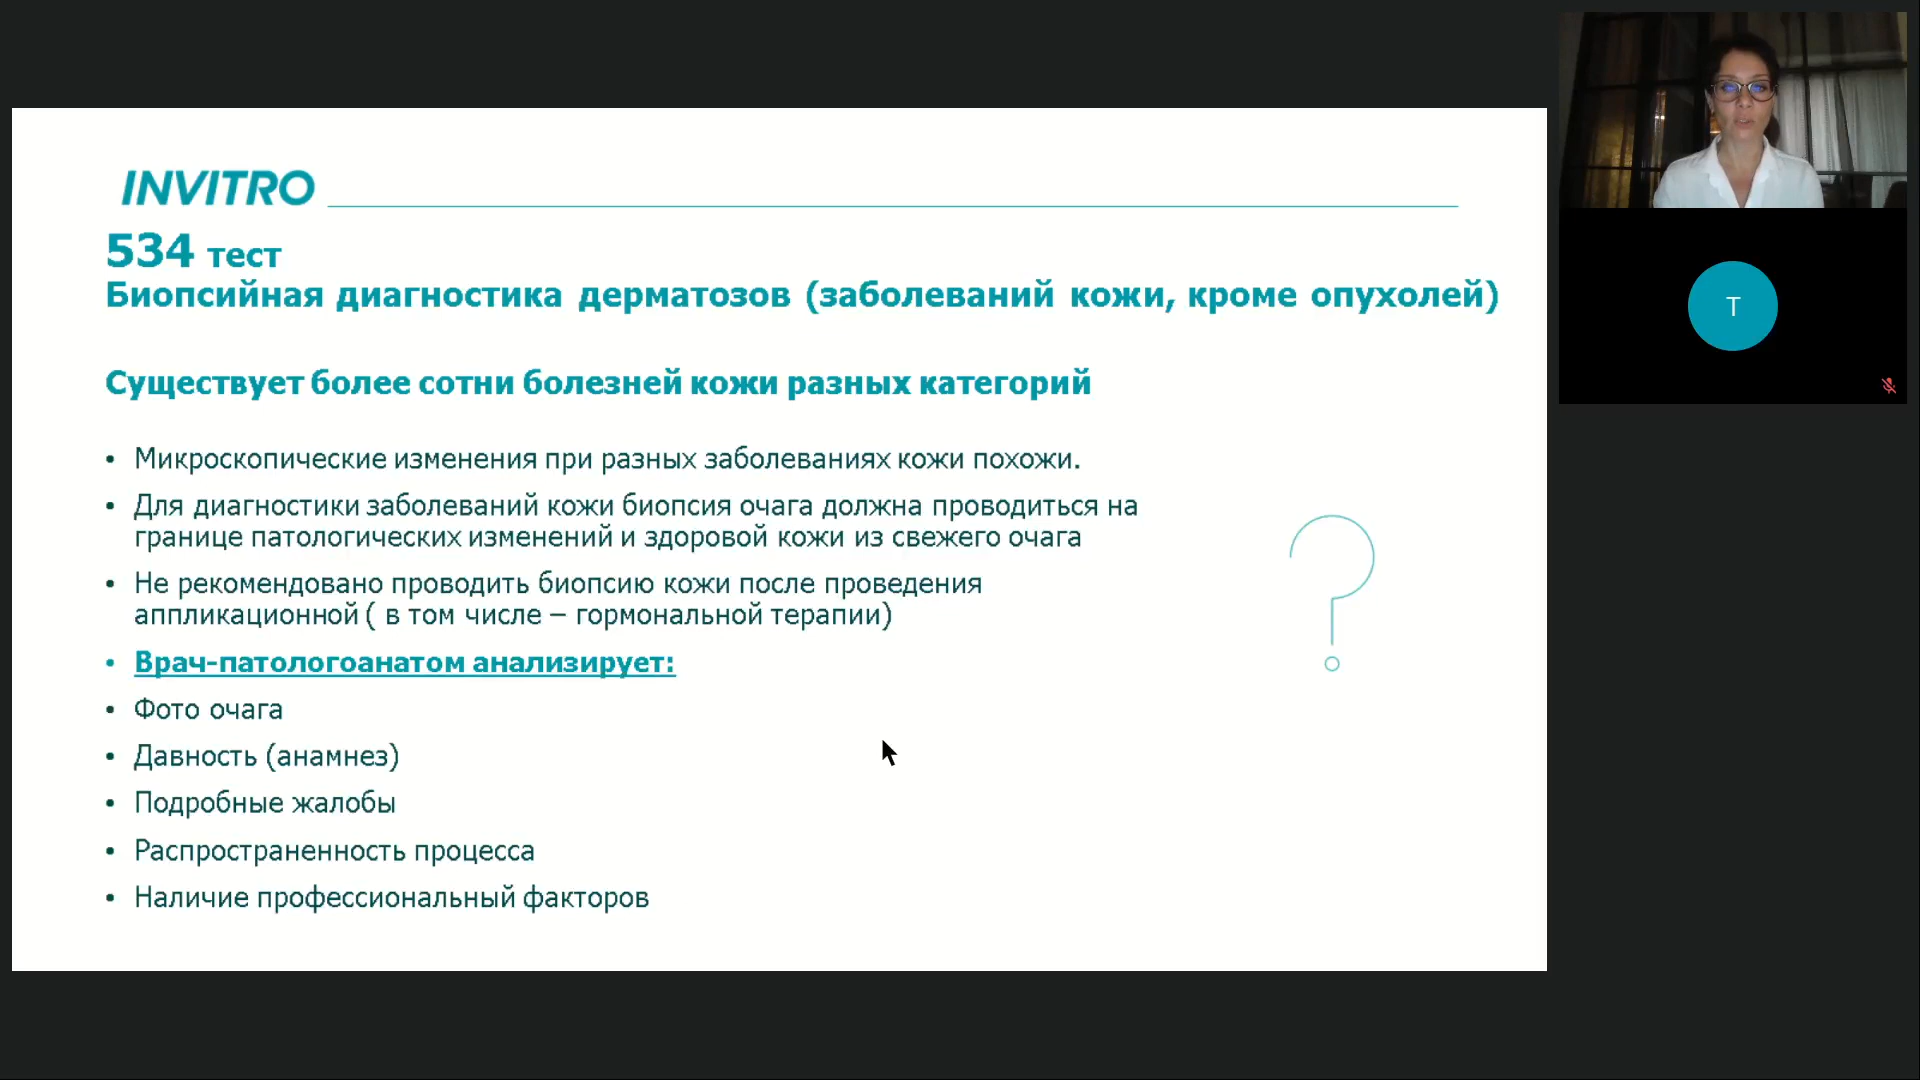 INVITRO
534 тест
Биопсийная диагностика дерматозов (заболеваний кожи, кроме опухолей)
Существует более сотни болезней кожи разных категорий
• Микроскопические изменения при разных заболеваниях кожи похожи.
• Для диагностики заболеваний кожи биопсия очага должна проводиться на
границе патологических изменений и здоровой кожи из свежего очага
• Не рекомендовано проводить биопсию кожи после проведения
аппликационной ( в том числе – гормональной терапии)
• Врач-патологоанатом анализирует:
• Фото очага
• Давность (анамнез)
• Подробные жалобы
• Распространенность процесса
• Наличие профессиональный факторов
T